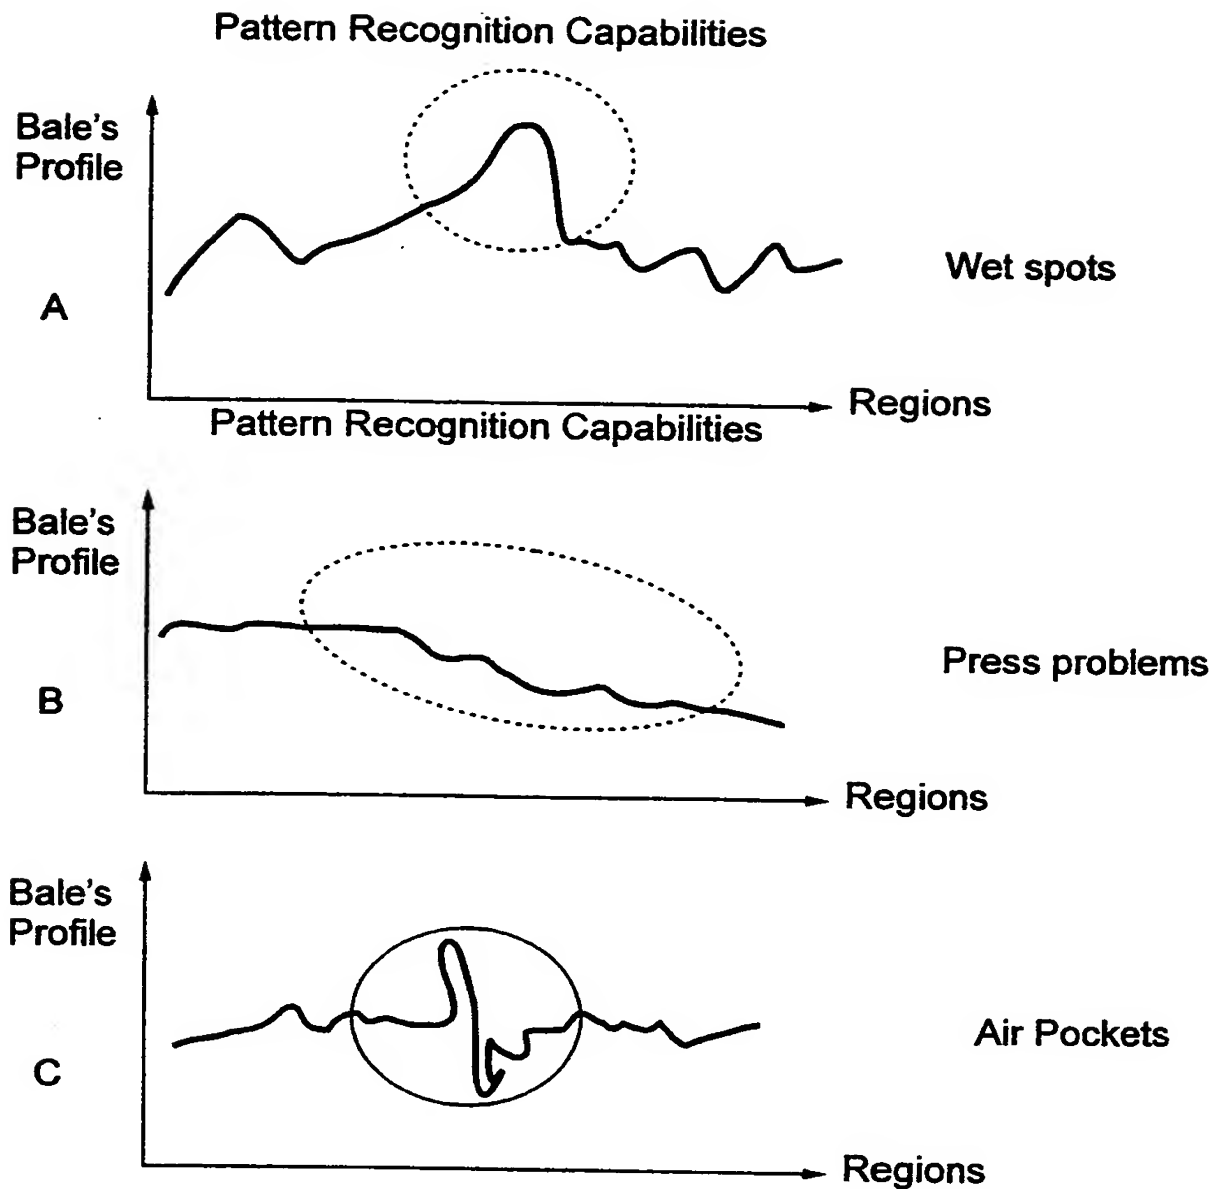 Pattern Recognition Capabilities
Bale's
Profile
A
Wet spots
Regions
Pattern Recognition Capabilities
Bale's
Profile
B
Press problems
Regions
Bale's
Profile
C
Air Pockets
Regions